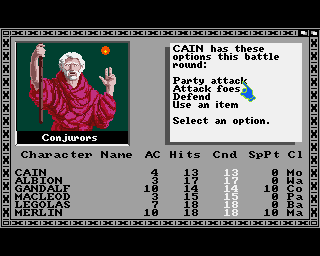 CAIN has these
options this battle
round:
Party attack
Attack foes
Defend
Use an item
Select an option.
Conjurors
Character Name AC Hits Cnd SpPt Cl
CAIN 4 13 13 0 Mo
ALBION 3 17 17 0 Wa
GANDALF 10 14 14 10 Co
MACLEOD 3 15 15 0 Pa
LEGOLAS 7 18 18 0 Ba
MERLIN 10 18 18 10 Ma